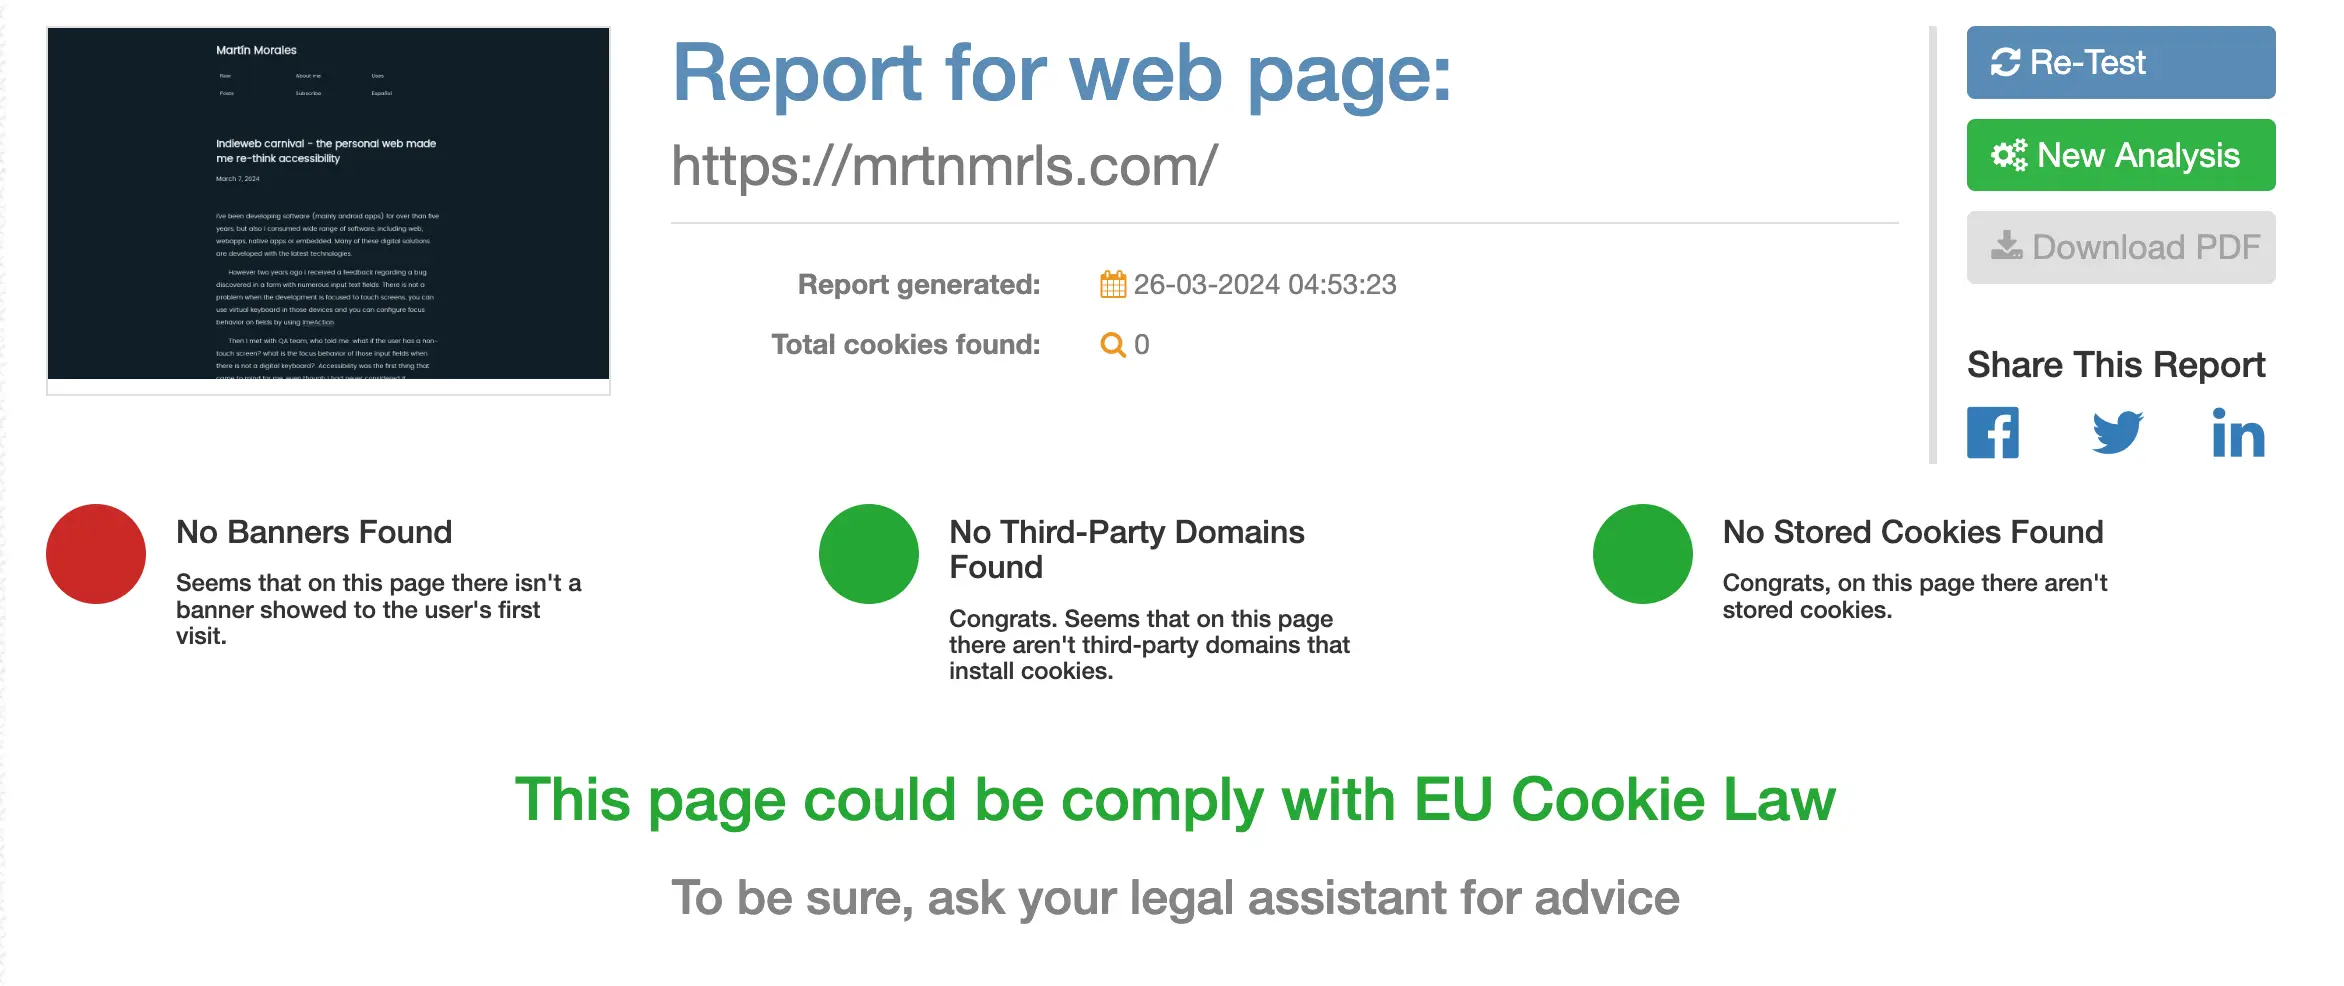 Martín Morales
Now About me Uses
Posts Subscribe Español
Indieweb carnival - the personal web made
me re-think accessibility
March 7, 2024
I've been developing software (mainly android apps) for over than five
years, but also I consumed wide range of software, including web,
webapps, native apps or embedded. Many of these digital solutions
are developed with the latest technologies.
However two years ago I received a feedback regarding a bug
discovered in a form with numerous input text fields. There is not a
problem when the development is focused to touch screens, you can
use virtual keyboard in those devices and you can configure focus
behavior on fields by using ImeAction.
Then I met with QA team, who told me: what if the user has a non-
touch screen? what is the focus behavior of those input fields when
there is not a digital keyboard? Accessibility was the first thing that
came to mind for me, even though I had never considered it
Report for web page:
https://mrtnmrls.com/
Report generated: 26-03-2024 04:53:23
Total cookies found: 0
Re-Test
New Analysis
Download PDF
Share This Report
No Banners Found
Seems that on this page there isn't a
banner showed to the user's first
visit.
No Third-Party Domains
Found
Congrats. Seems that on this page
there aren't third-party domains that
install cookies.
No Stored Cookies Found
Congrats, on this page there aren't
stored cookies.
This page could be comply with EU Cookie Law
To be sure, ask your legal assistant for advice